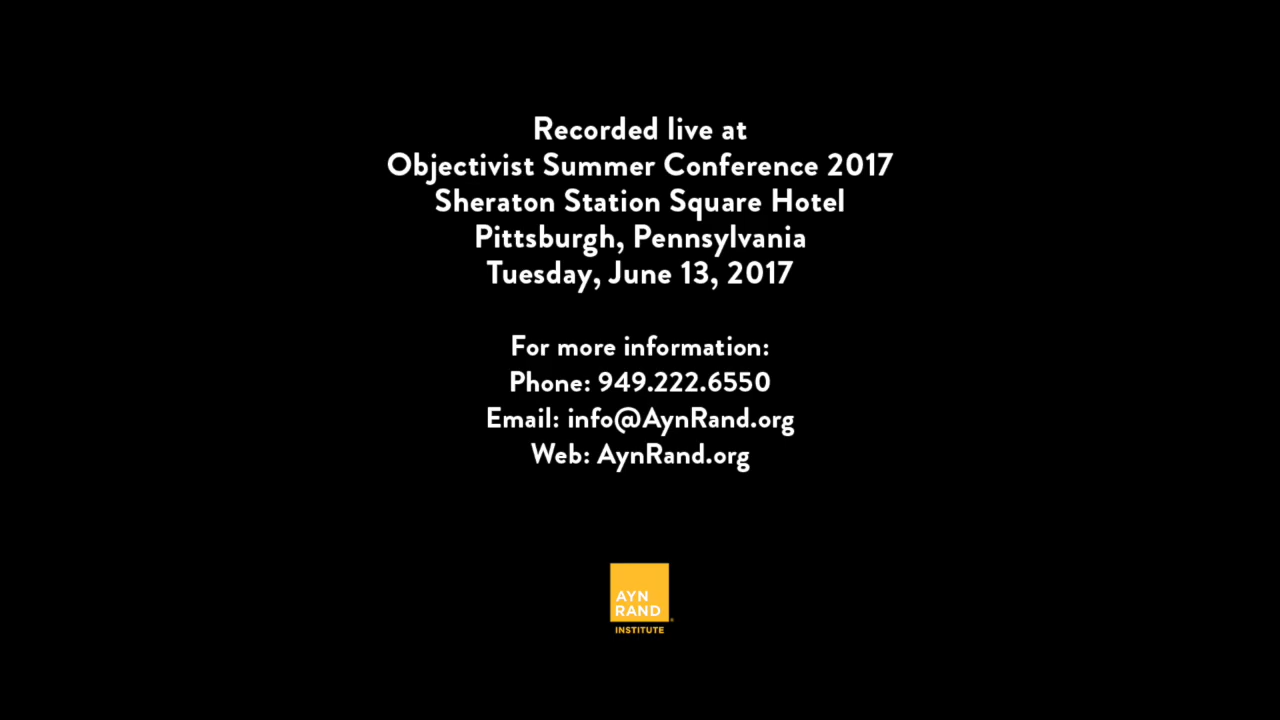 Recorded live at
Objectivist Summer Conference 2017
Sheraton Station Square Hotel
Pittsburgh, Pennsylvania
Tuesday, June 13, 2017
For more information:
Phone: 949.222.6550
Email: info@AynRand.org
Web: AynRand.org
AYN
RAND
INSTITUTE